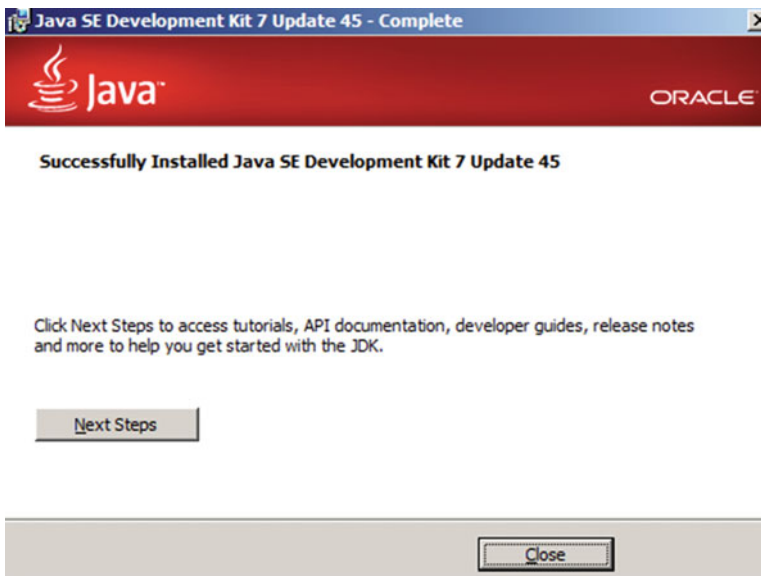 Java SE Development Kit 7 Update 45 - Complete
Java™
ORACLE
Successfully Installed Java SE Development Kit 7 Update 45
Click Next Steps to access tutorials, API documentation, developer guides, release notes
and more to help you get started with the JDK.
Next Steps
Close